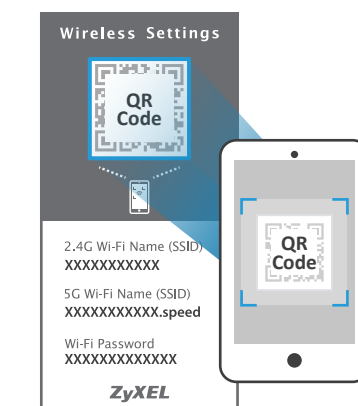 Wireless Settings
QR
Code
2.4G Wi-Fi Name (SSID)
XXXXXXXXXXX
5G Wi-Fi Name (SSID)
XXXXXXXXXXX.speed
Wi-Fi Password
XXXXXXXXXXXXX
ZyXEL
QR
Code